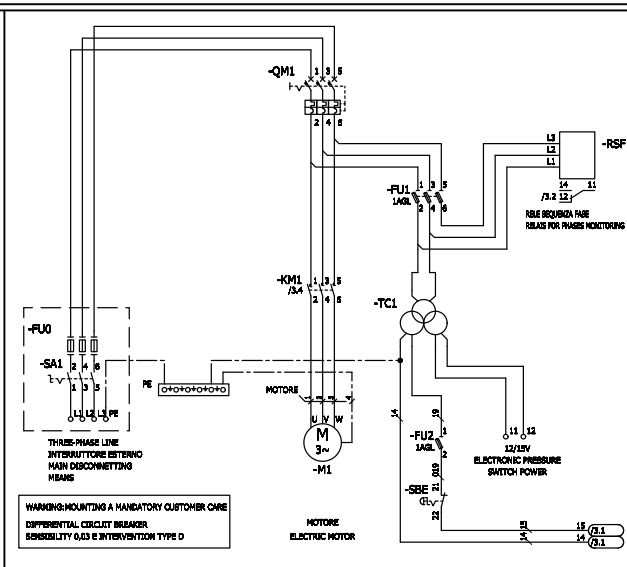 -QM1
1 3 5
2 4 6
L3
L2
L1
-RSF
14 11
/3.2 12
RELE SEQUENZA FASE
RELAIS FOR PHASES MONITORING
-FU1
1AGL
1 3 5
2 4 6
-KM1
/3.4
1 3 5
2 4 6
-TC1
-FU0
-SA1
2 4 6
1 3 5
L1 L2 L3 PE
PE
THREE-PHASE LINE
INTERRUTTORE ESTERNO
MAIN DISCONNETTING
MEANS
MOTORE
1 2 3 4
U V W
M
3~
-M1
14
19
-FU2
1AGL
1
2
019
21
-SBE
22
11 12
12/15V
ELECTRONIC PRESSURE
SWITCH POWER
WARNING:MOUNTING A MANDATORY CUSTOMER CARE
DIFFERENTIAL CIRCUIT BREAKER
SENSIBILITY 0,03 E INTERVENTION TYPE D
MOTORE
ELECTRIC MOTOR
15 15 /3.1
14 14 /3.1